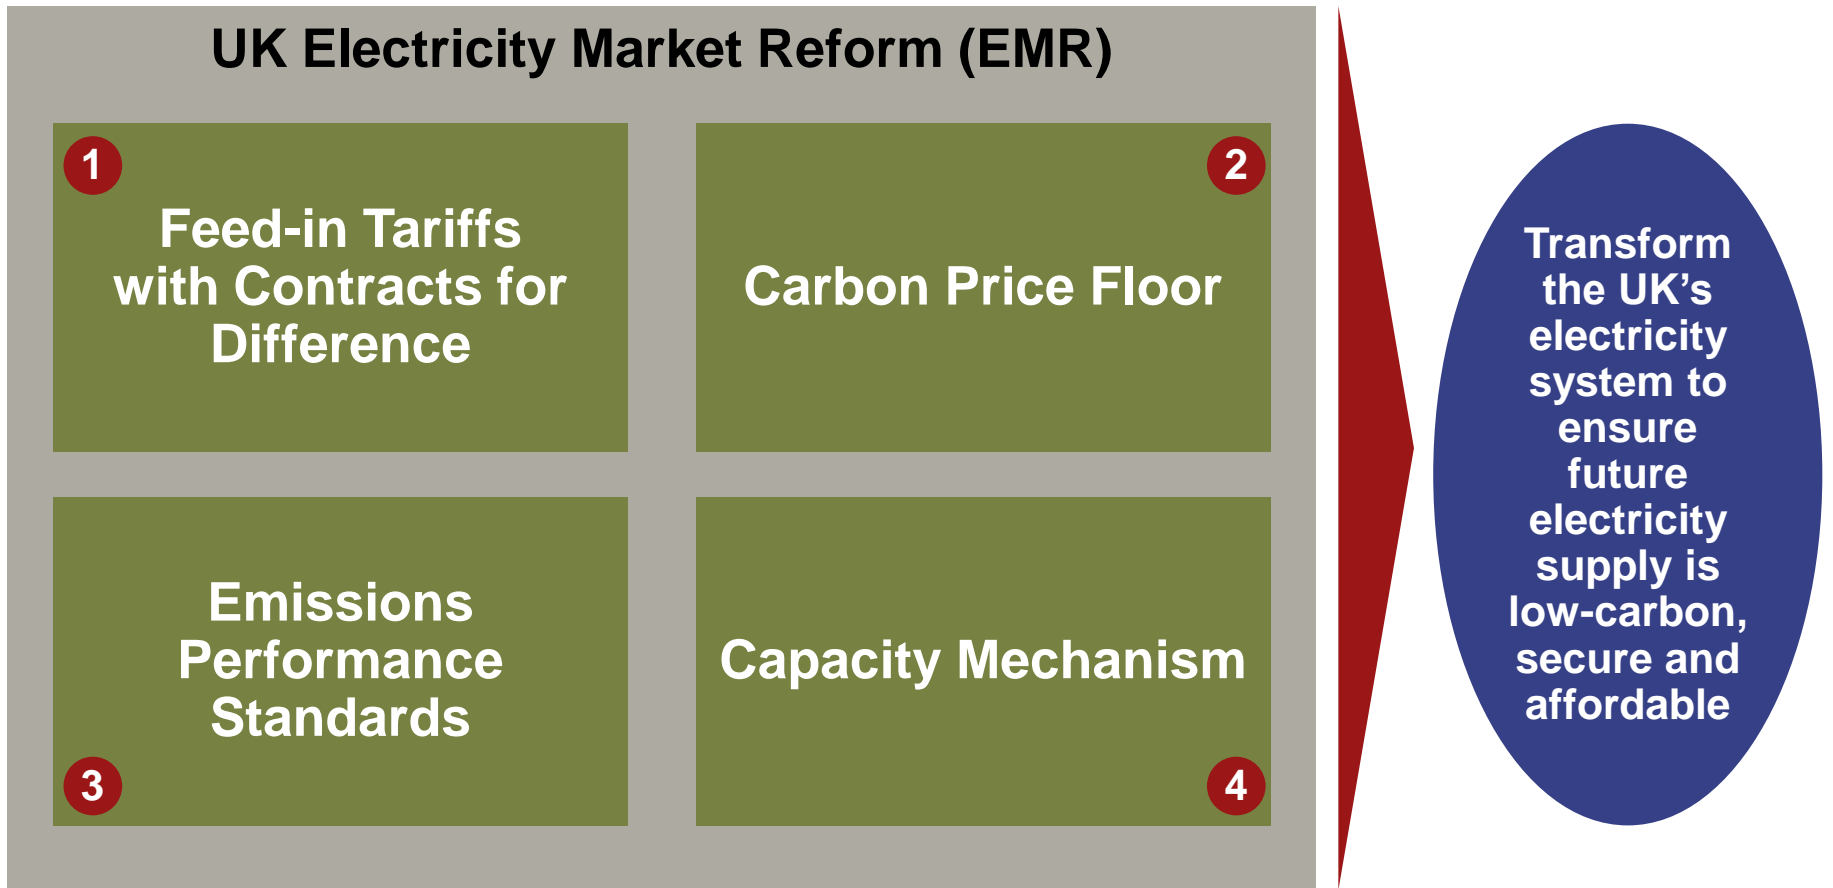 UK Electricity Market Reform (EMR)
1
Feed-in Tariffs
with Contracts for
Difference
2
Carbon Price Floor
Emissions
Performance
Standards
3
Capacity Mechanism
4
Transform
the UK’s
electricity
system to
ensure
future
electricity
supply is
low-carbon,
secure and
affordable